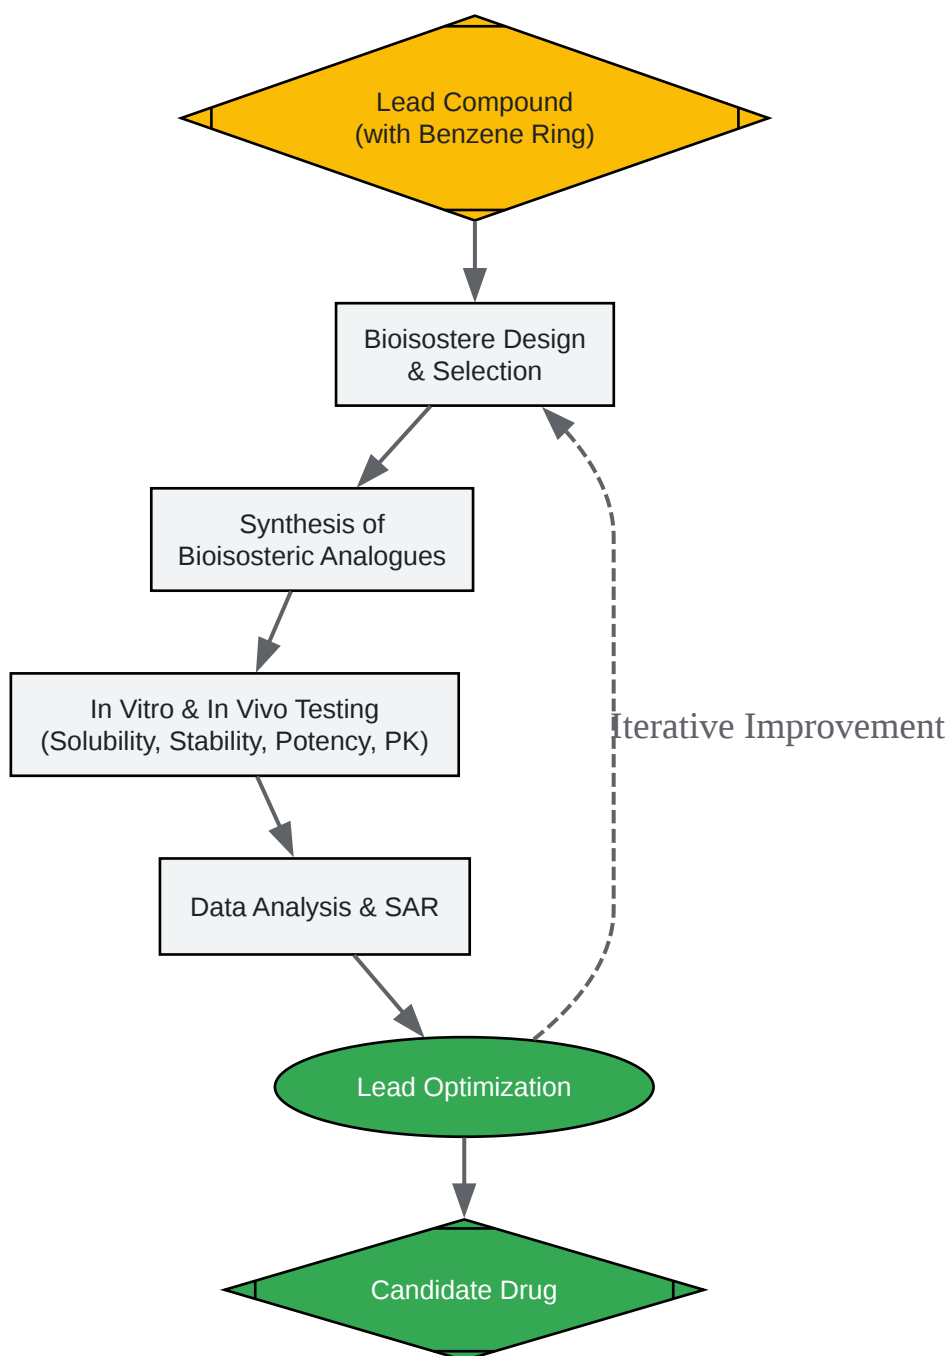 Lead Compound
(with Benzene Ring)
Bioisostere Design
& Selection
Synthesis of
Bioisosteric Analogues
In Vitro & In Vivo Testing
(Solubility, Stability, Potency, PK)
Iterative Improvement
Data Analysis & SAR
Lead Optimization
Candidate Drug